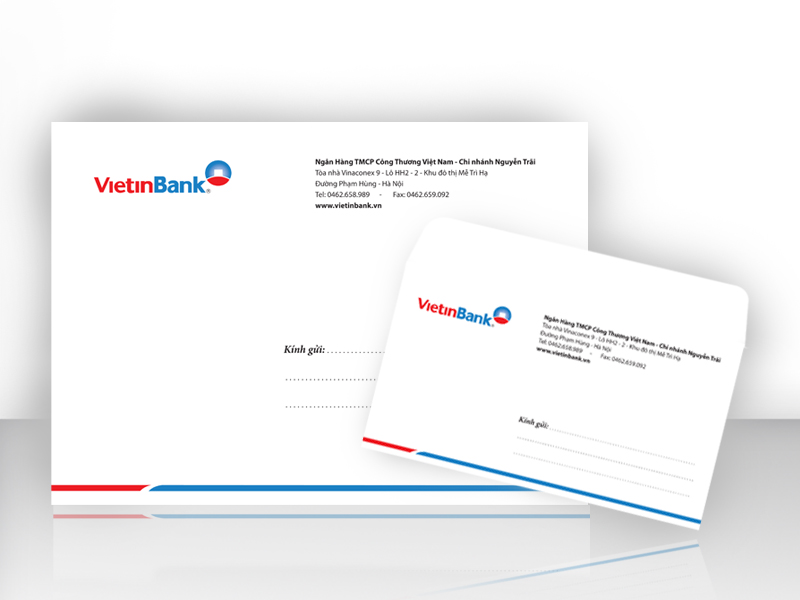 VietinBank®
Ngân Hàng TMCP Công Thương Việt Nam - Chi nhánh Nguyễn Trãi
Tòa nhà Vinaconex 9 - Lô HH2 - 2 - Khu đô thị Mễ Trì Hạ
Đường Phạm Hùng - Hà Nội
Tel: 0462.658.989 - Fax: 0462.659.092
www.vietinbank.vn
Kính gửi:
VietinBank®
Ngân Hàng TMCP Công Thương Việt Nam - Chi nhánh Nguyễn Trãi
Tòa nhà Vinaconex 9 - Lô HH2 - 2 - Khu đô thị Mễ Trì Hạ
Đường Phạm Hùng - Hà Nội
Tel: 0462.658.989 - Fax: 0462.659.092
www.vietinbank.vn
Kính gửi: